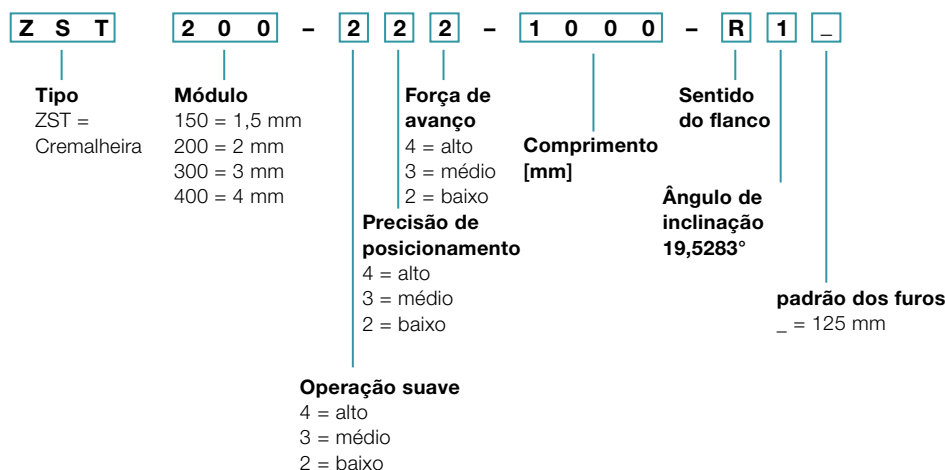 Z S T 2 0 0 – 2 2 2 – 1 0 0 0 – R 1 _
Tipo
ZST =
Cremalheira
Módulo
150 = 1,5 mm
200 = 2 mm
300 = 3 mm
400 = 4 mm
Força de
avanço
4 = alto
3 = médio
2 = baixo
Comprimento
[mm]
Sentido
do flanco
Ângulo de
inclinação
19,5283°
Precisão de
posicionamento
4 = alto
3 = médio
2 = baixo
padrão dos furos
_ = 125 mm
Operação suave
4 = alto
3 = médio
2 = baixo